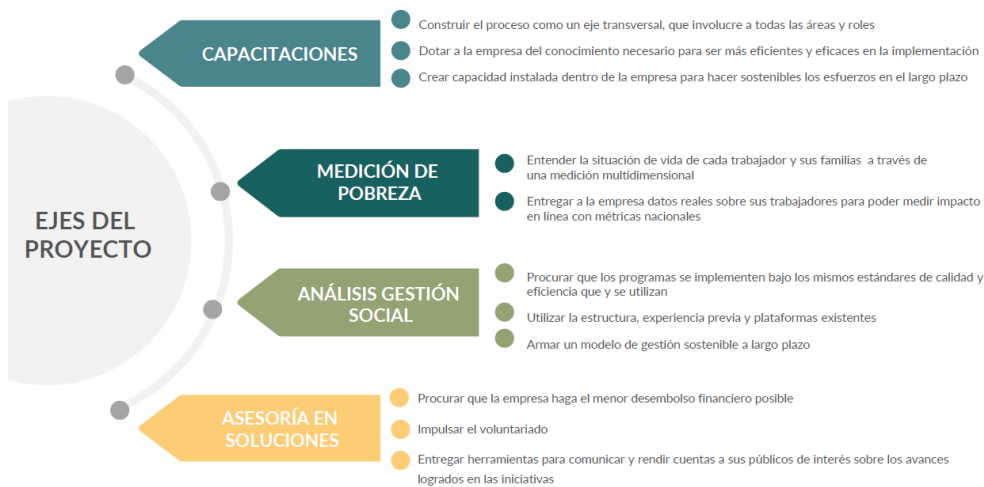 EJES DEL
PROYECTO
CAPACITACIONES
Construir el proceso como un eje transversal, que involucre a todas las áreas y roles
Dotar a la empresa del conocimiento necesario para ser más eficientes y eficaces en la implementación
Crear capacidad instalada dentro de la empresa para hacer sostenibles los esfuerzos en el largo plazo
MEDICIÓN DE
POBREZA
Entender la situación de vida de cada trabajador y sus familias a través de
una medición multidimensional
Entregar a la empresa datos reales sobre sus trabajadores para poder medir impacto
en línea con métricas nacionales
ANÁLISIS GESTIÓN
SOCIAL
Procurar que los programas se implementen bajo los mismos estándares de calidad y
eficiencia que y se utilizan
Utilizar la estructura, experiencia previa y plataformas existentes
Armar un modelo de gestión sostenible a largo plazo
ASESORÍA EN
SOLUCIONES
Procurar que la empresa haga el menor desembolso financiero posible
Impulsar el voluntariado
Entregar herramientas para comunicar y rendir cuentas a sus públicos de interés sobre los avances
logrados en las iniciativas